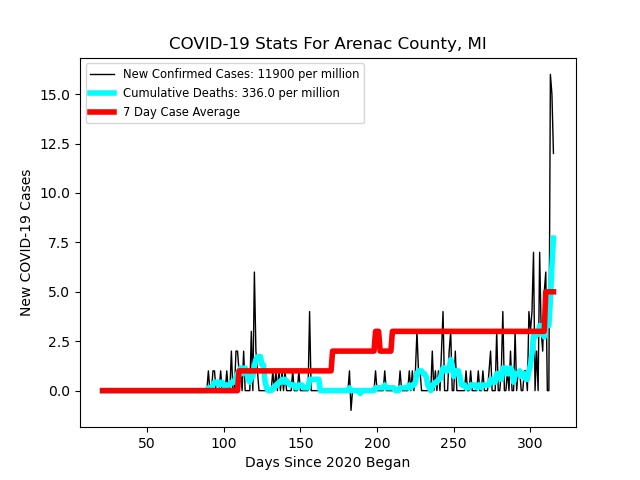 COVID-19 Stats For Arenac County, MI
New Confirmed Cases: 11900 per million
Cumulative Deaths: 336.0 per million
7 Day Case Average
New COVID-19 Cases
15.0
12.5
10.0
7.5
5.0
2.5
0.0
50 100 150 200 250 300
Days Since 2020 Began